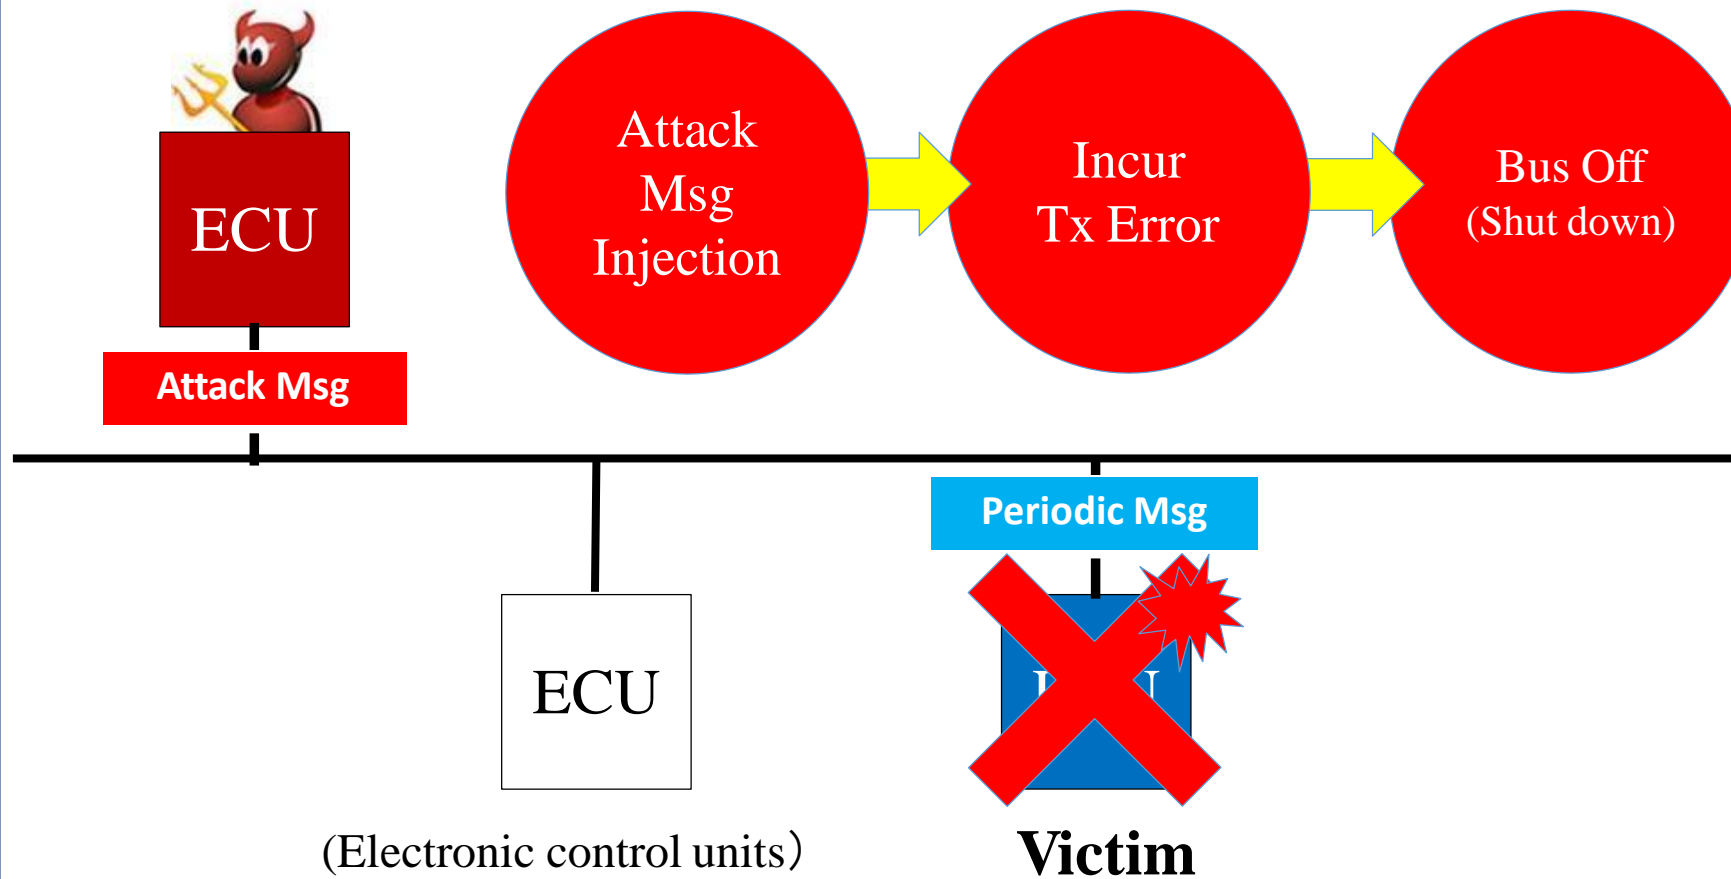 ECU
Attack
Msg
Injection
Incur
Tx Error
Bus Off
(Shut down)
Attack Msg
Periodic Msg
ECU
(Electronic control units）
Victim